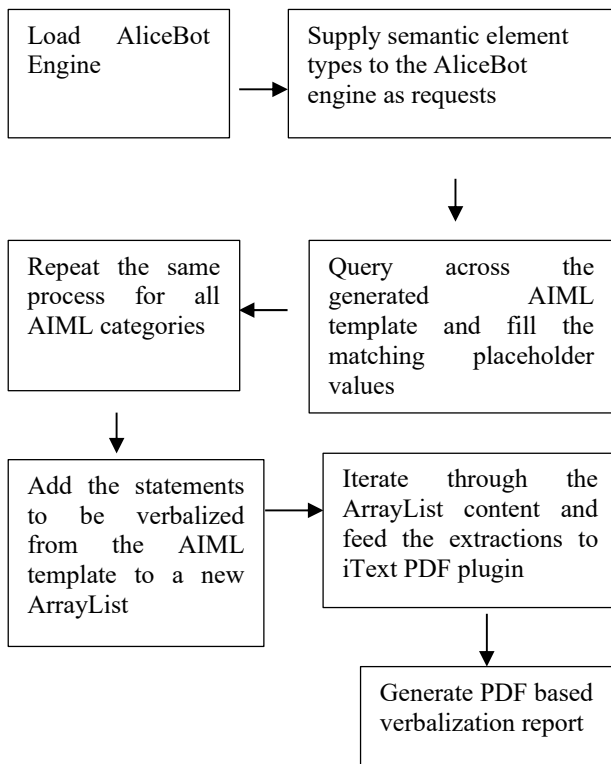 Load AliceBot
Engine
Supply semantic element
types to the AliceBot
engine as requests
Query across the
generated AIML
template and fill the
matching placeholder
values
Repeat the same
process for all
AIML categories
Add the statements
to be verbalized
from the AIML
template to a new
ArrayList
Iterate through the
ArrayList content and
feed the extractions to
iText PDF plugin
Generate PDF based
verbalization report